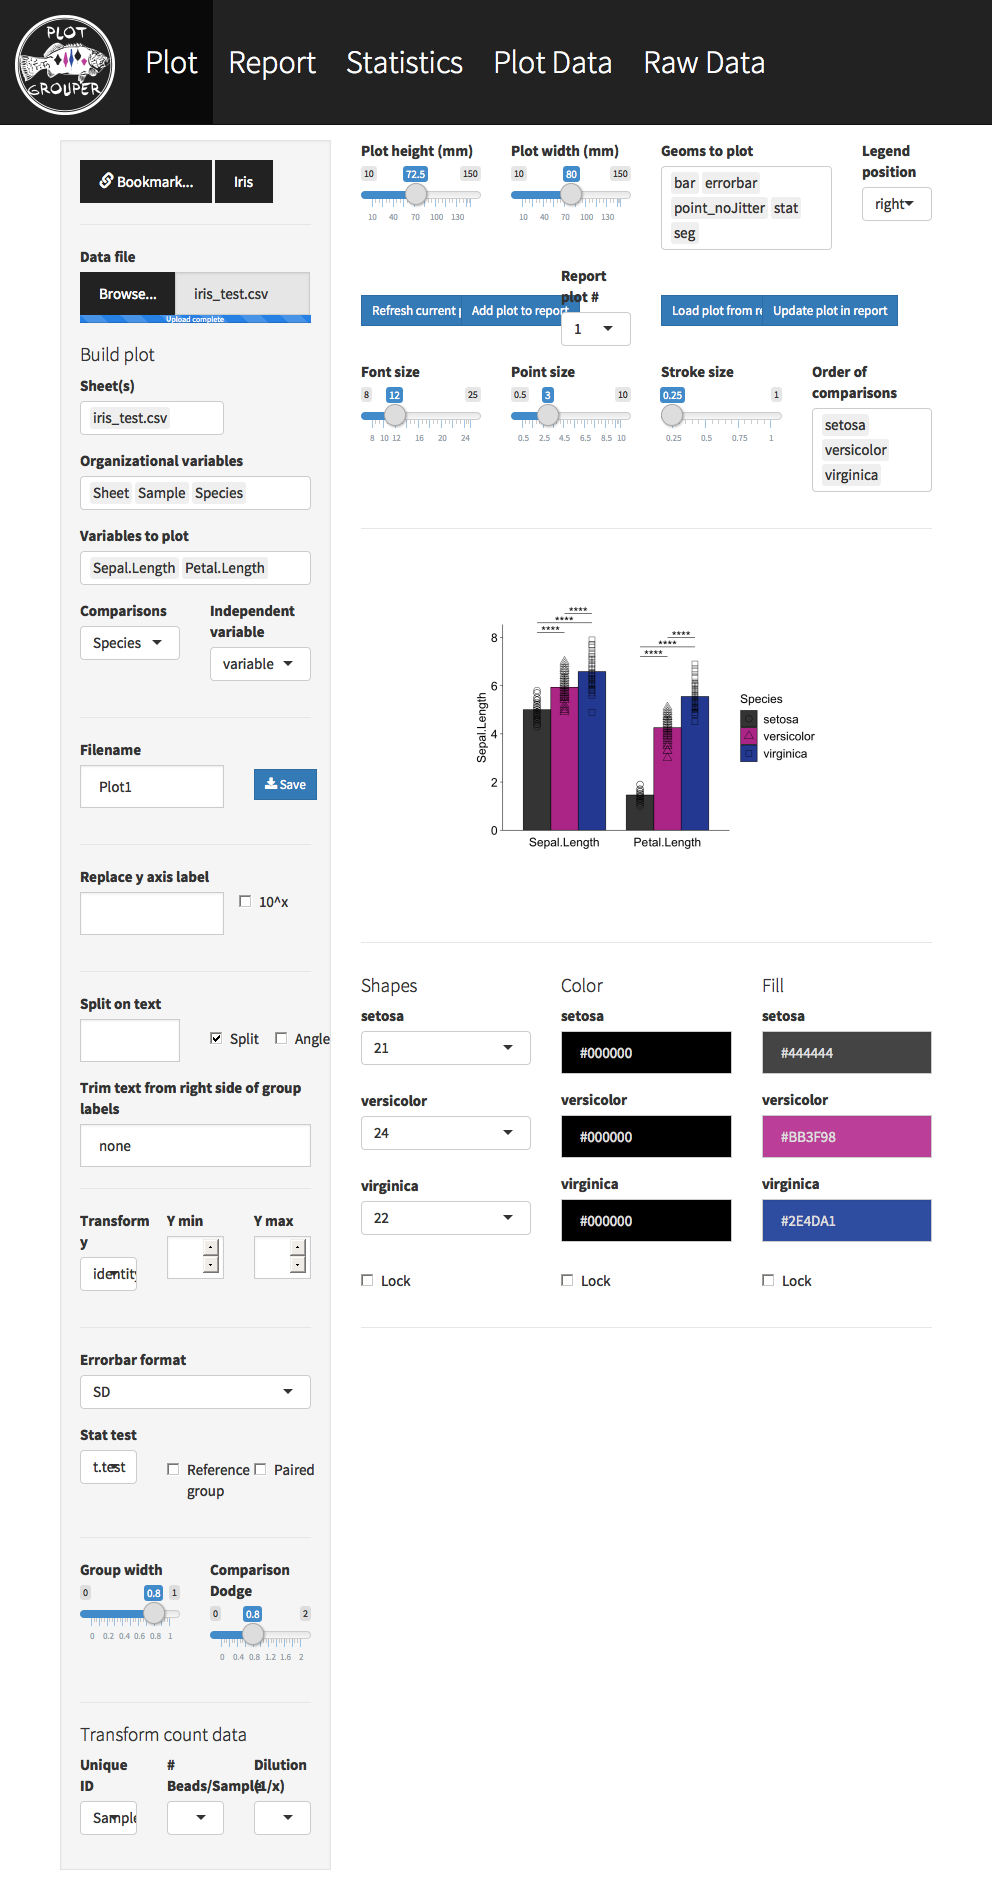 PLOT
GROUPER
Plot Report Statistics Plot Data Raw Data
Bookmark... Iris
Data file
Browse... iris_test.csv
Upload complete
Build plot
Sheet(s)
iris_test.csv
Organizational variables
Sheet Sample Species
Variables to plot
Sepal.Length Petal.Length
Comparisons
Species
Independent
variable
variable
Filename
Plot1
Save
Replace y axis label
10^x
Split on text
Split Angle
Trim text from right side of group
labels
none
Transform
y
identity
Y min
Y max
Errorbar format
SD
Stat test
t.test
Reference
group
Paired
Group width
0 0.8 1
0 0.2 0.4 0.6 0.8 1
Comparison
Dodge
0 0.8 2
0 0.4 0.8 1.2 1.6 2
Transform count data
Unique
ID
Sample
#
Beads/Sample
Dilution
(1/x)
Plot height (mm)
10 72.5 150
10 40 70 100 130
Plot width (mm)
10 80 150
10 40 70 100 130
Geoms to plot
bar errorbar
point_noJitter stat
seg
Legend
position
right
Refresh current p
Add plot to report
Report
plot #
1
Load plot from re
Update plot in report
Font size
8 12 25
8 10 12 16 20 24
Point size
0.5 3 10
0.5 2.5 4.5 6.5 8.5 10
Stroke size
0.25 1
0.25 0.5 0.75 1
Order of
comparisons
setosa
versicolor
virginica
Sepal.Length
8
6
4
2
0
****
****
****
****
****
****
Sepal.Length Petal.Length
Species
setosa
versicolor
virginica
Shapes
setosa
21
versicolor
24
virginica
22
Lock
Color
setosa
#000000
versicolor
#000000
virginica
#000000
Lock
Fill
setosa
#444444
versicolor
#BB3F98
virginica
#2E4DA1
Lock